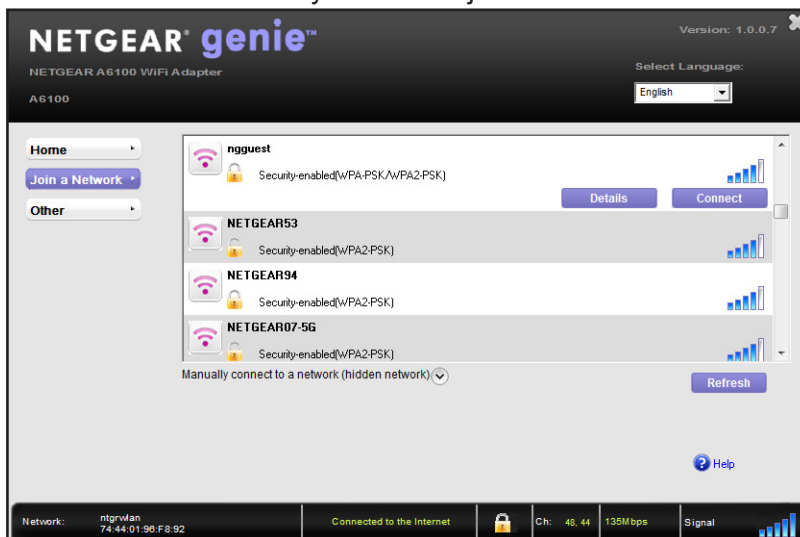 NETGEAR® genie™
Version: 1.0.0.7
NETGEAR A6100 WiFi Adapter
Select Language:
A6100
English
Home
Join a Network
Other
ngguest
Security-enabled(WPA-PSK/WPA2-PSK)
Details
Connect
NETGEAR53
Security-enabled(WPA2-PSK)
NETGEAR94
Security-enabled(WPA2-PSK)
NETGEAR07-5G
Security-enabled(WPA2-PSK)
Manually connect to a network (hidden network)
Refresh
Help
Network: ntgrwlan
74:44:01:96:F8:92
Connected to the Internet
Ch: 48, 44
135Mbps
Signal